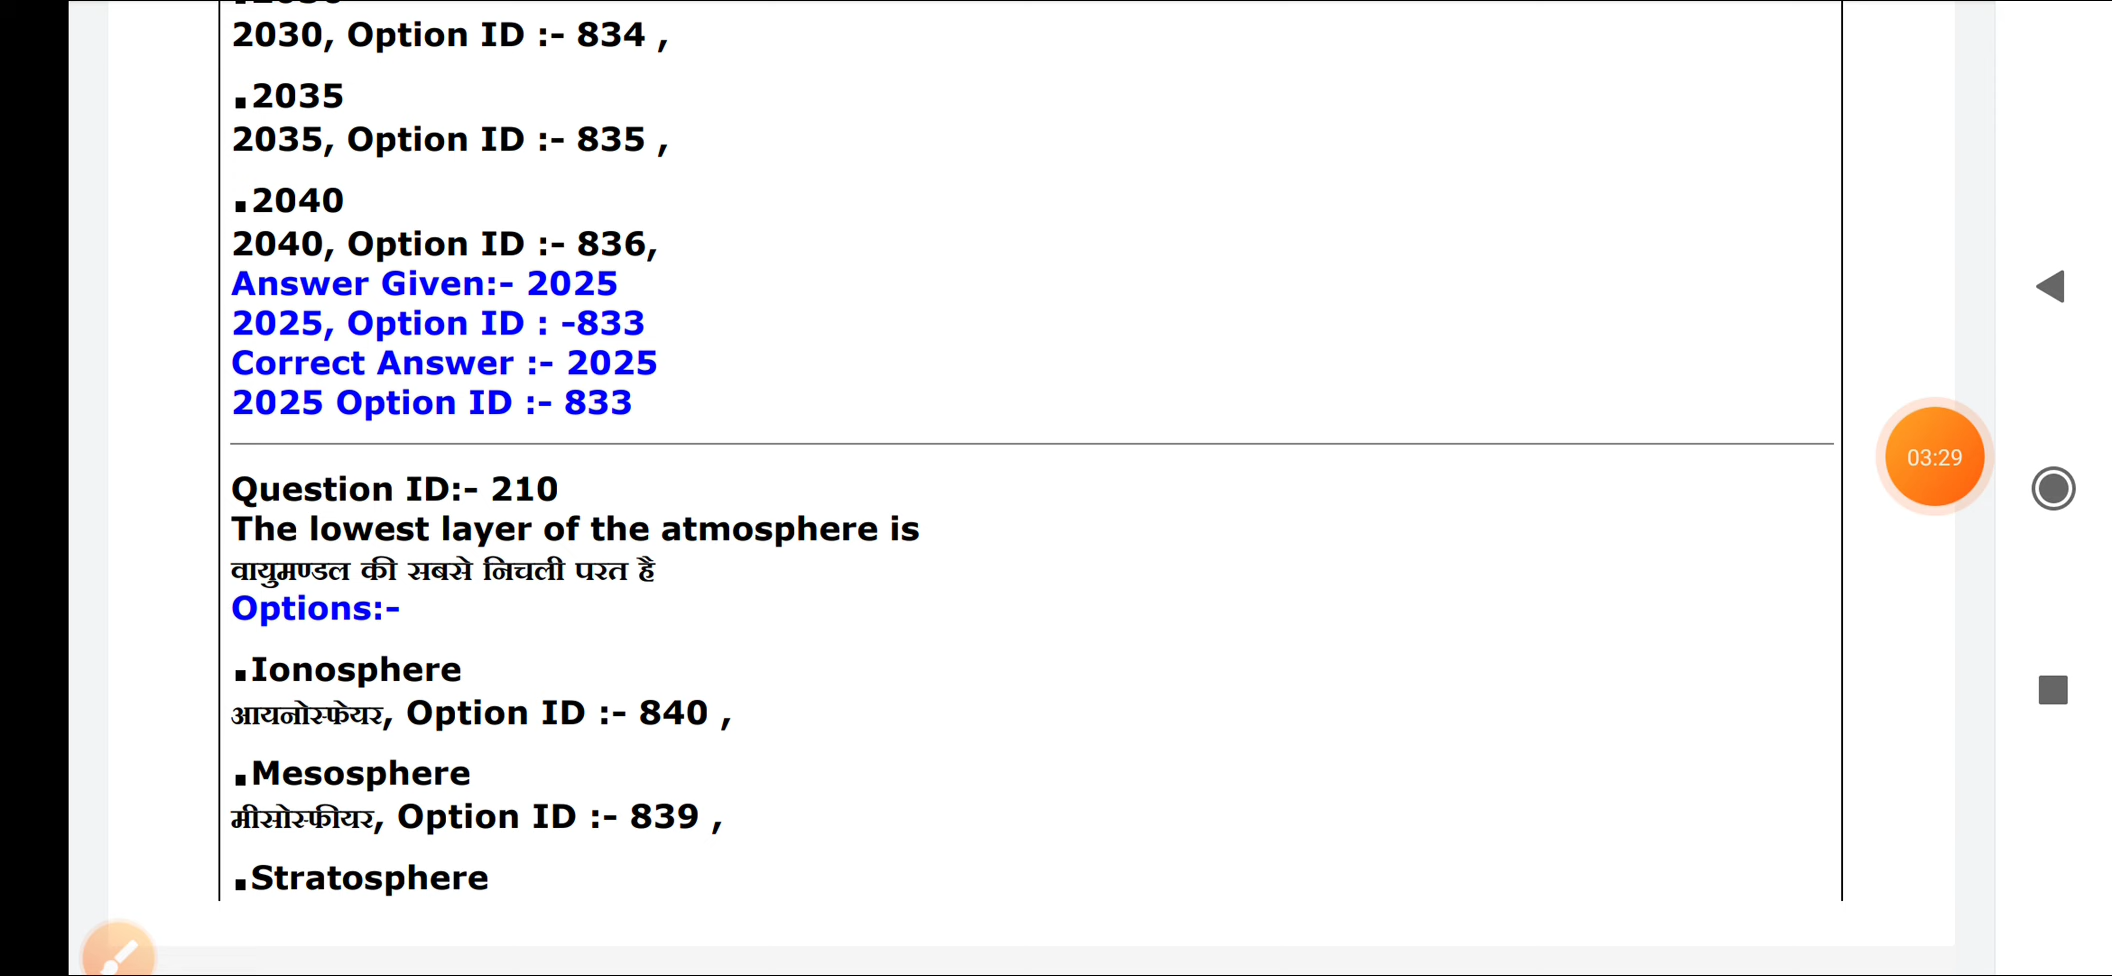 2030, Option ID :- 834 ,
▪2035
2035, Option ID :- 835 ,
▪2040
2040, Option ID :- 836,
Answer Given:- 2025
2025, Option ID : -833
Correct Answer :- 2025
2025 Option ID :- 833
Question ID:- 210
The lowest layer of the atmosphere is
वायुमण्डल की सबसे निचली परत है
Options:-
▪Ionosphere
आयनोस्फेयर, Option ID :- 840 ,
▪Mesosphere
मीसोस्फीयर, Option ID :- 839 ,
▪Stratosphere
03:29